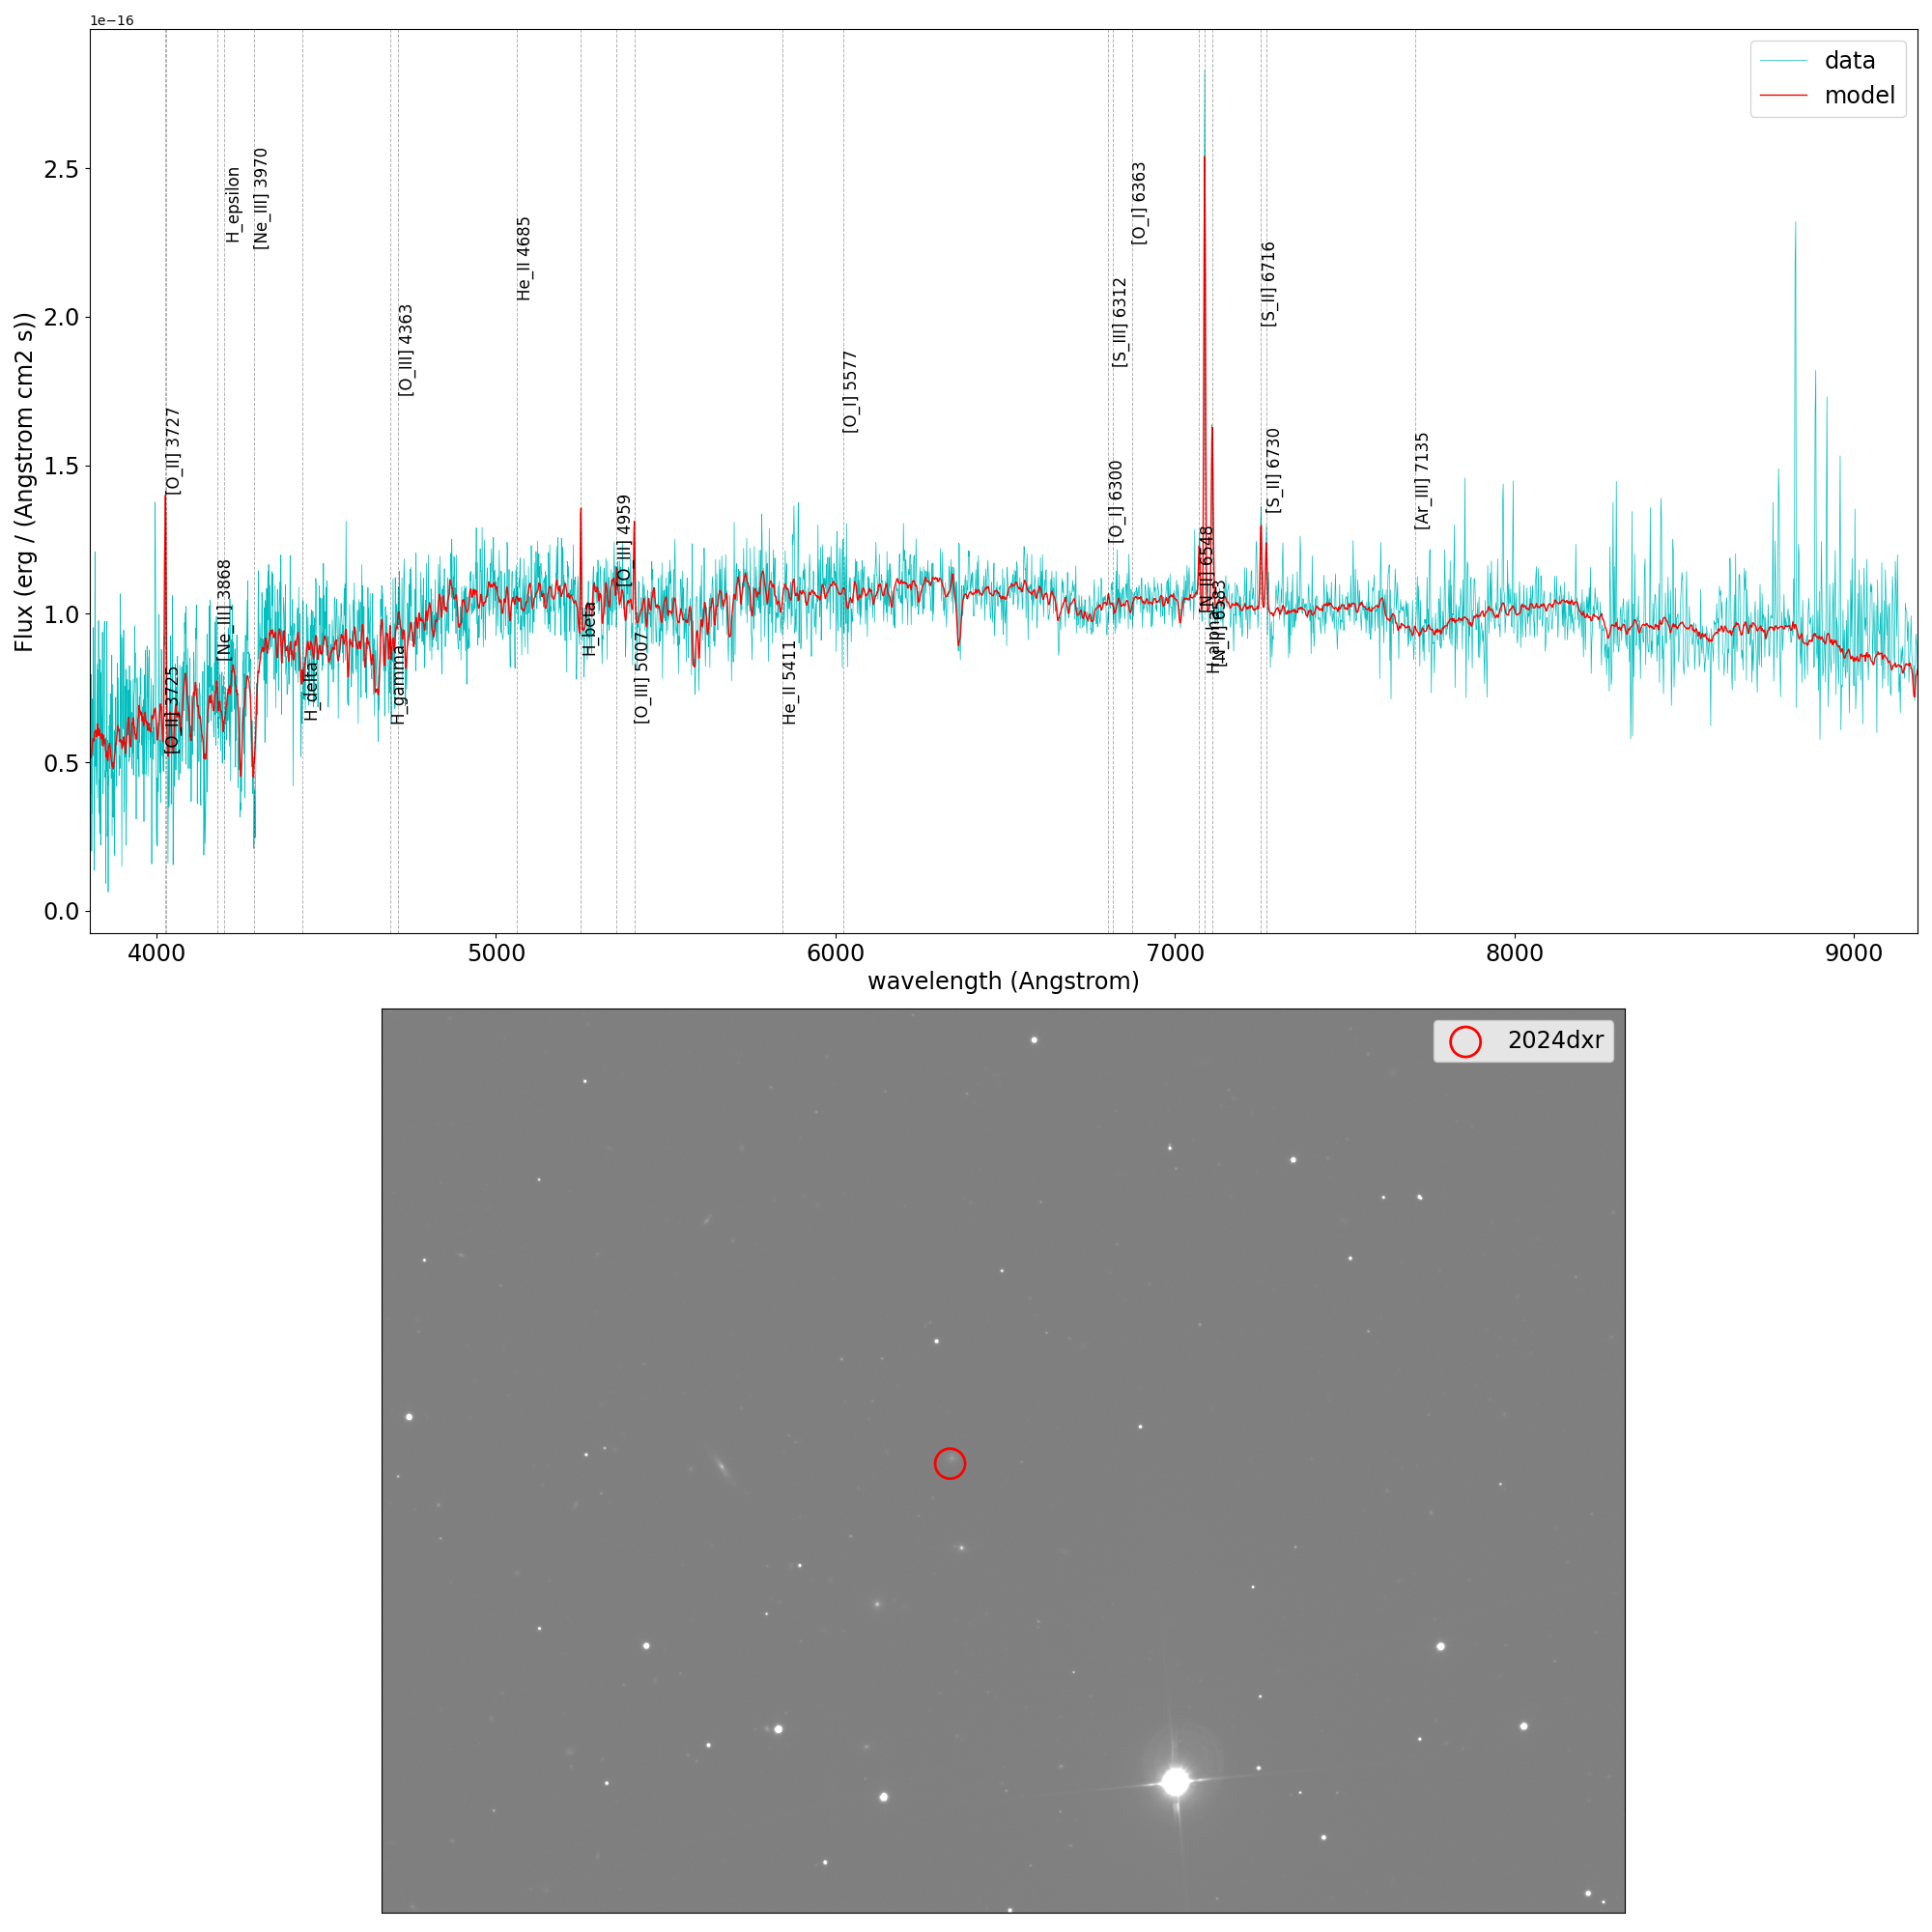 1e−16
data
model
Flux (erg / (Angstrom cm2 s))
2.5
2.0
1.5
1.0
0.5
0.0
[O_II] 3727
[O_II] 3725
[Ne_III] 3868
H_epsilon
[Ne_III] 3970
H_delta
H_gamma
[O_III] 4363
He_II 4685
H_beta
[O_III] 4959
[O_III] 5007
He_II 5411
[O_I] 5577
[O_I] 6300
[S_III] 6312
[O_I] 6363
[N_II] 6548
H_alpha
[N_II] 6583
[S_II] 6716
[S_II] 6730
[Ar_III] 7135
4000
5000
6000
7000
8000
9000
wavelength (Angstrom)
2024dxr